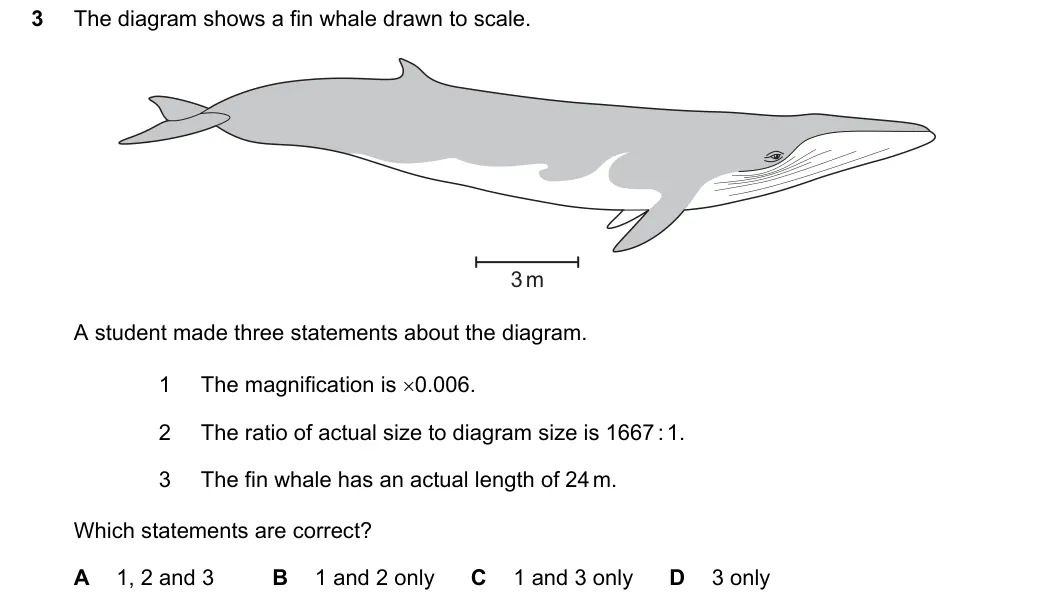 3 The diagram shows a fin whale drawn to scale.
3 m
A student made three statements about the diagram.
1 The magnification is ×0.006.
2 The ratio of actual size to diagram size is 1667 : 1.
3 The fin whale has an actual length of 24 m.
Which statements are correct?
A 1, 2 and 3 B 1 and 2 only C 1 and 3 only D 3 only